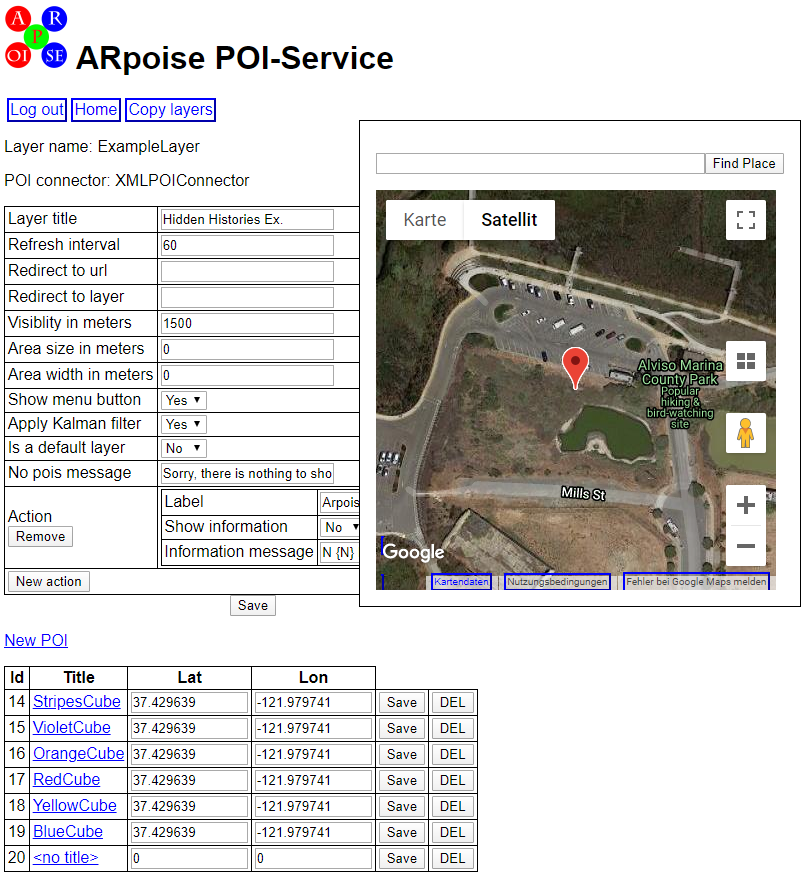 A R
P
OI SE
ARpoise POI-Service
Log out Home Copy layers
Layer name: ExampleLayer
POI connector: XMLPOIConnector
Find Place
Karte Satellit
Alviso Marina
County Park
Popular
hiking &
bird-watching
site
Mills St
Google
Kartendaten Nutzungsbedingungen Fehler bei Google Maps melden
Layer title Hidden Histories Ex.
Refresh interval 60
Redirect to url
Redirect to layer
Visiblity in meters 1500
Area size in meters 0
Area width in meters 0
Show menu button Yes
Apply Kalman filter Yes
Is a default layer No
No pois message Sorry, there is nothing to sho
Action
Remove
Label Arpois
Show information No
Information message N {N}
New action
Save
New POI
Id Title Lat Lon
14 StripesCube 37.429639 -121.979741 Save DEL
15 VioletCube 37.429639 -121.979741 Save DEL
16 OrangeCube 37.429639 -121.979741 Save DEL
17 RedCube 37.429639 -121.979741 Save DEL
18 YellowCube 37.429639 -121.979741 Save DEL
19 BlueCube 37.429639 -121.979741 Save DEL
20 <no title> 0 0 Save DEL